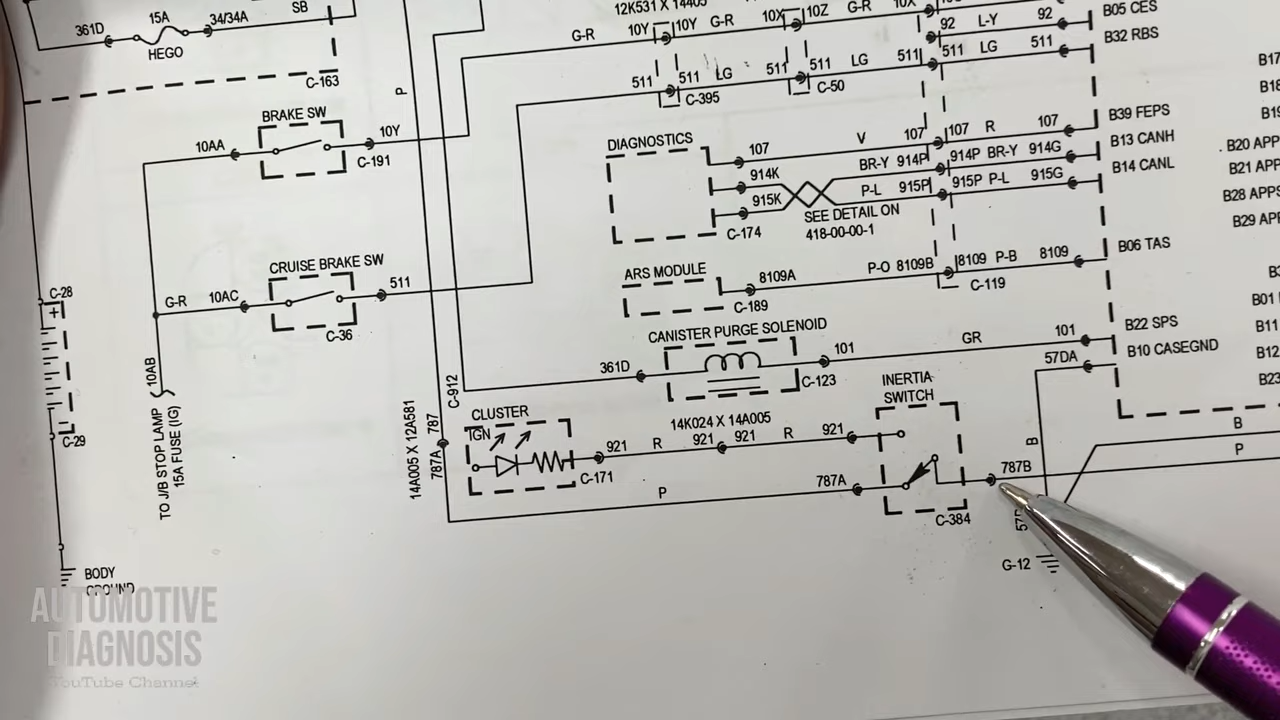 12K531 X 14405
361D 15A 34/34A SB
HEGO
C-163
G-R 10Y 10Y G-R 10X 10Z G-R 10X
92 L-Y 92 B05 CES
511 511 LG 511 511 LG 511 LG 511 B32 RBS
C-395 C-50
P
BRAKE SW
10AA 10Y
C-191
DIAGNOSTICS
107 V 107 107 R 107 B39 FEPS
914K BR-Y 914P 914P BR-Y 914G B13 CANH
915K P-L 915P 915P P-L 915G B14 CANL
C-174
SEE DETAIL ON
418-00-00-1
B17
B18
B19
B20 APP
B21 APP
B28 APPS
B29 APP
CRUISE BRAKE SW
G-R 10AC 511
C-36
ARS MODULE
8109A P-O 8109B 8109 P-B 8109 B06 TAS
C-189 C-119
CANISTER PURGE SOLENOID
361D 101 GR 101 B22 SPS
C-123
57DA B10 CASEGND
B01
B11
B12
B23
C-28
+
C-29
BODY
GROUND
10AB
TO J/B STOP LAMP
15A FUSE (IG)
14A005 X 12A581
787A 787
C-912
CLUSTER
IGN
921 R 921 921 R 921
C-171
14K024 X 14A005
INERTIA
SWITCH
P 787A 787B
C-384
B
B
P
G-12
AUTOMOTIVE
DIAGNOSIS
YouTube Channel